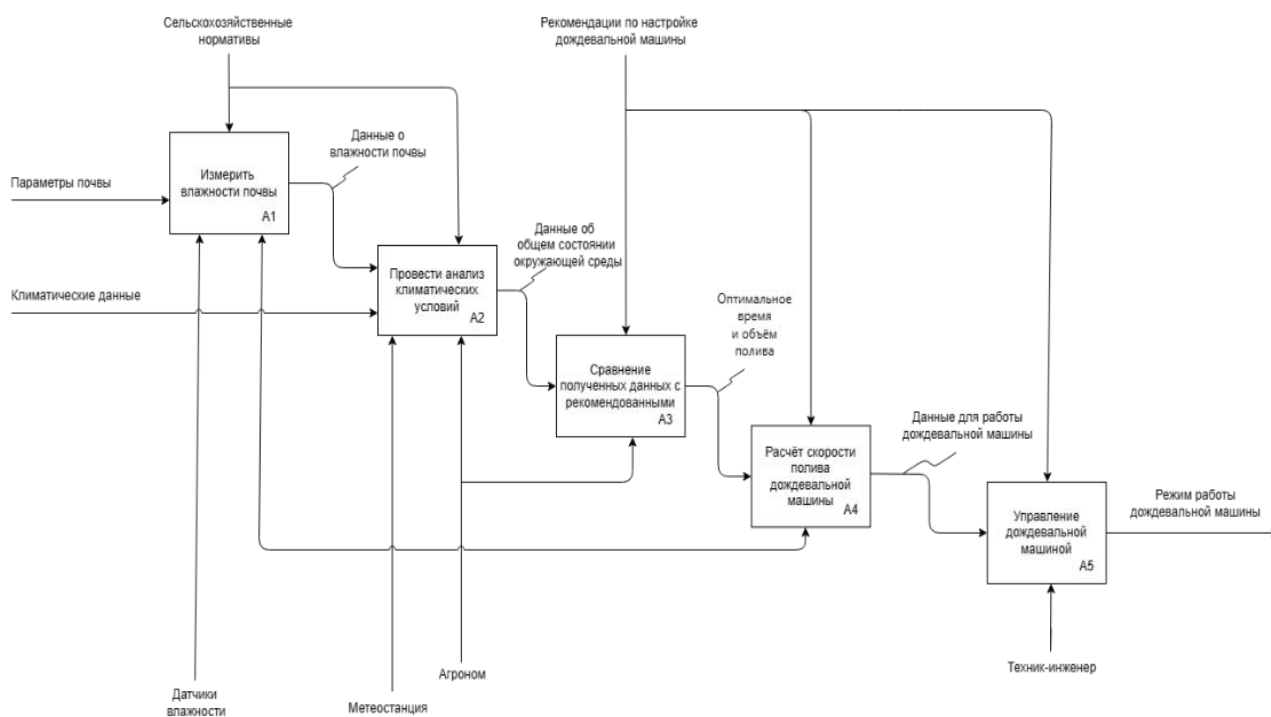 Сельскохозяйственные
нормативы
Рекомендации по настройке
дождевальной машины
Данные о
влажности почвы
Параметры почвы
Измерить
влажности почвы
A1
Данные об
общем состоянии
окружающей среды
Климатические данные
Провести анализ
климатических
условий
A2
Оптимальное
время
и объём
полива
Сравнение
полученных данных с
рекомендованными
A3
Данные для работы
дождевальной машины
Расчёт скорости
полива
дождевальной
машины
A4
Режим работы
дождевальной машины
Управление
дождевальной
машиной
A5
Агроном
Техник-инженер
Датчики
влажности
Метеостанция